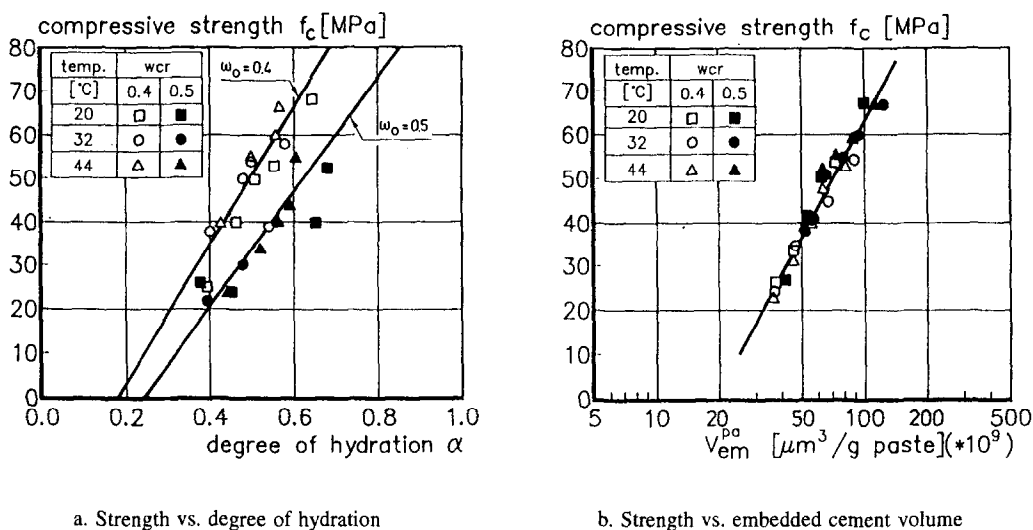 compressive strength f_c [MPa]
80
70
60
50
40
30
20
10
0
temp. wcr
[°C] 0.4 0.5
20 □ ■
32 ○ ●
44 △ ▲
ω_o=0.4
ω_o=0.5
0.0 0.2 0.4 0.6 0.8 1.0
degree of hydration α
a. Strength vs. degree of hydration
compressive strength f_c [MPa]
80
70
60
50
40
30
20
10
0
temp. wcr
[°C] 0.4 0.5
20 □ ■
32 ○ ●
44 △ ▲
5 10 20 50 100 200 500
V_em^pa [μm³/g paste](*10⁹)
b. Strength vs. embedded cement volume